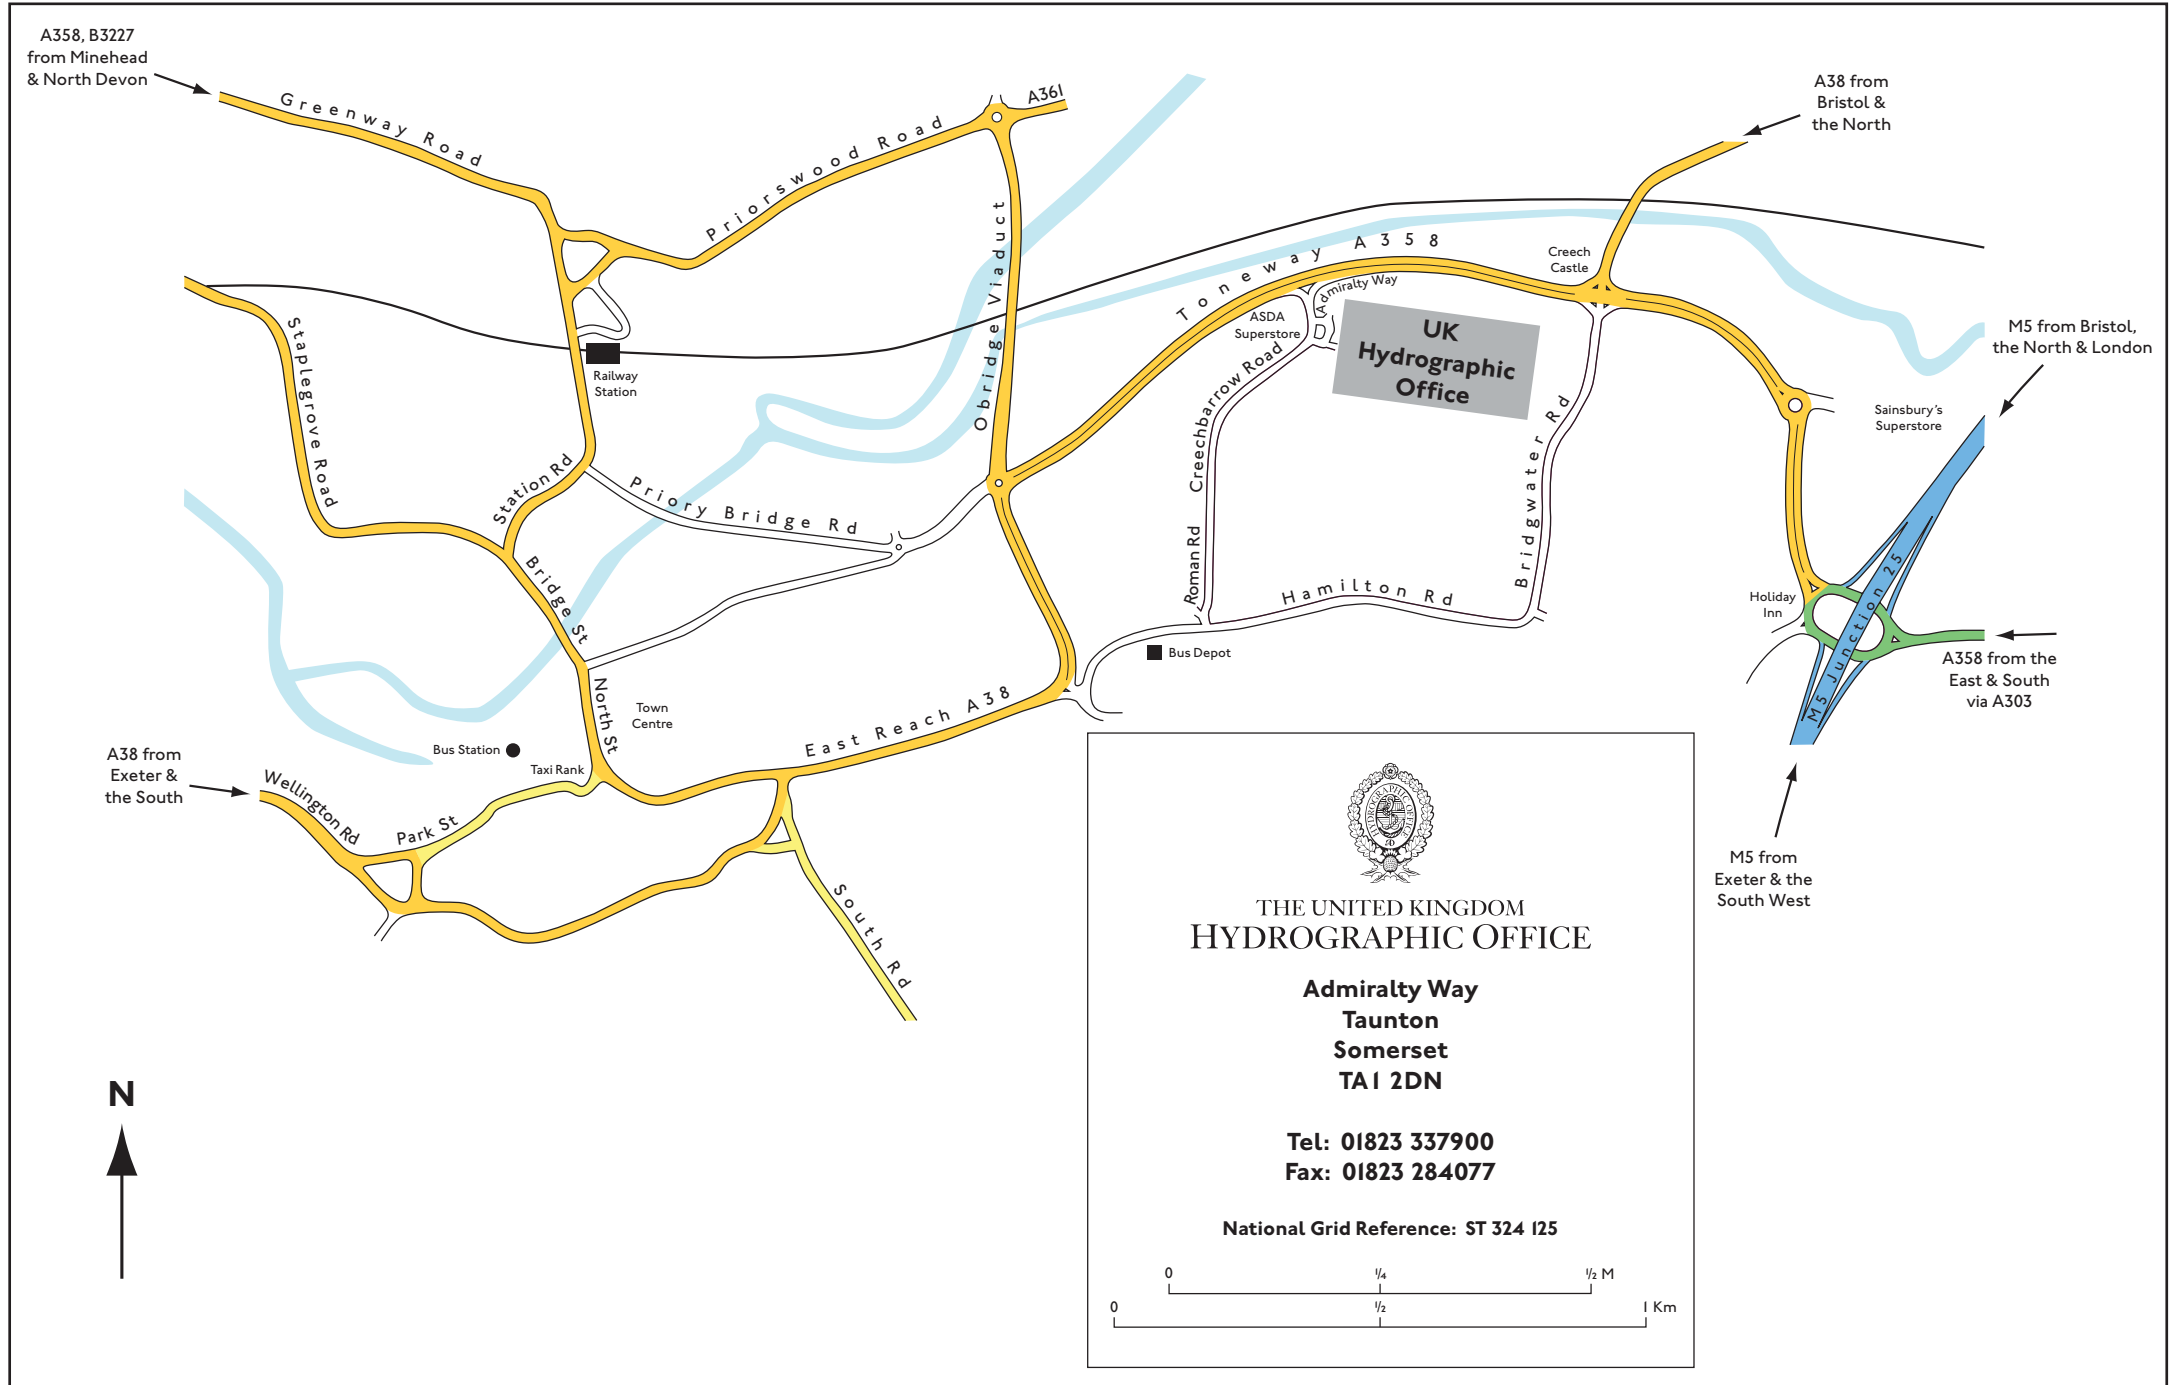 A358, B3227
from Minehead
& North Devon
Greenway Road
Priorswood Road
A361
A38 from
Bristol &
the North
Obridge Viaduct
Toneway A358
Creech
Castle
Admiralty Way
ASDA
Superstore
UK
Hydrographic
Office
M5 from Bristol,
the North & London
Staplegrove Road
Railway
Station
Creechbarrow Road
Bridgwater Rd
Sainsbury's
Superstore
Station Rd
Priory Bridge Rd
Roman Rd
Hamilton Rd
Bridge St
Holiday
Inn
M5 Junction 25
Bus Depot
A358 from the
East & South
via A303
North St
Town
Centre
East Reach A38
Bus Station
Taxi Rank
A38 from
Exeter &
the South
Wellington Rd
Park St
South Rd
M5 from
Exeter & the
South West
HYDROGRAPHIC OFFICE
THE UNITED KINGDOM
HYDROGRAPHIC OFFICE
Admiralty Way
Taunton
Somerset
TA1 2DN
Tel: 01823 337900
Fax: 01823 284077
National Grid Reference: ST 324 125
0 1/4 1/2 M
0 1/2 1 Km
N